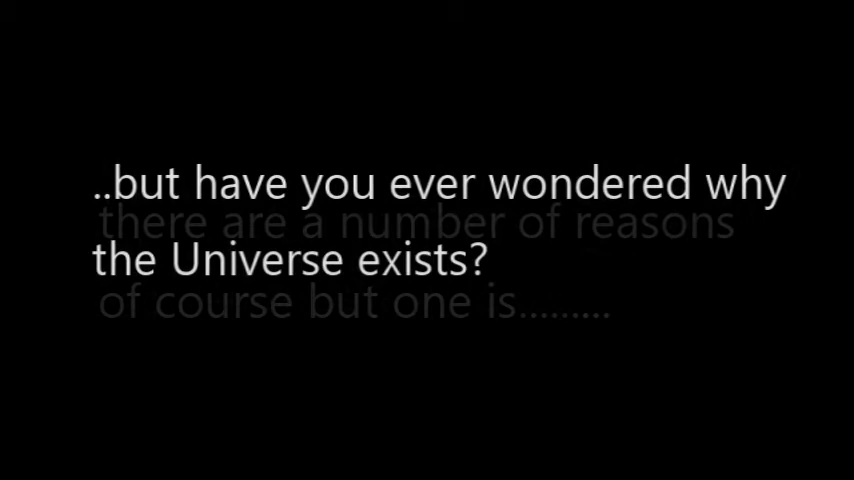 ..but have you ever wondered why
there are a number of reasons
the Universe exists?
of course but one is.........